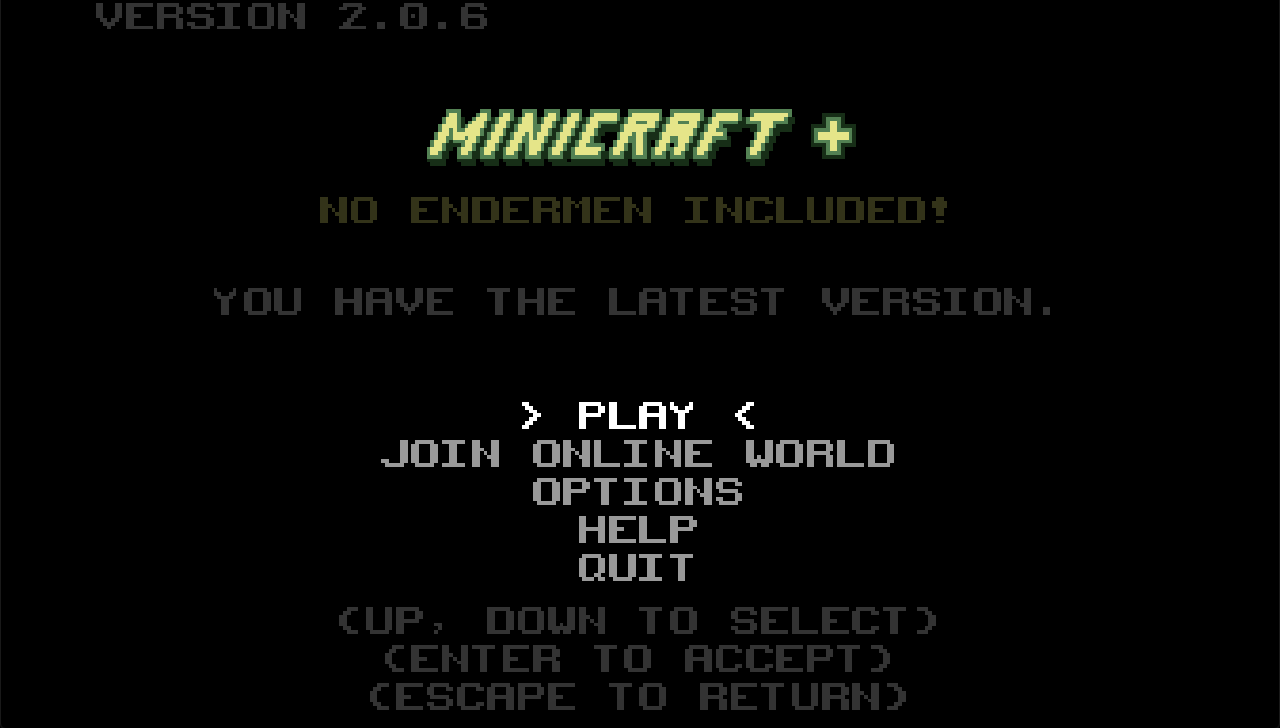 VERSION 2.0.6
MINICRAFT +
NO ENDERMEN INCLUDED!
YOU HAVE THE LATEST VERSION.
> PLAY <
JOIN ONLINE WORLD
OPTIONS
HELP
QUIT
(UP, DOWN TO SELECT)
(ENTER TO ACCEPT)
(ESCAPE TO RETURN)